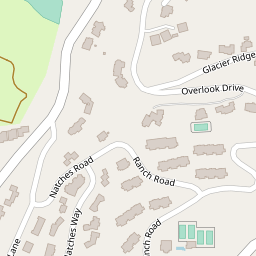 Glacier Ridge
Overlook Drive
Natches Road
Ranch Road
Natches Way
Ranch Road
Lane